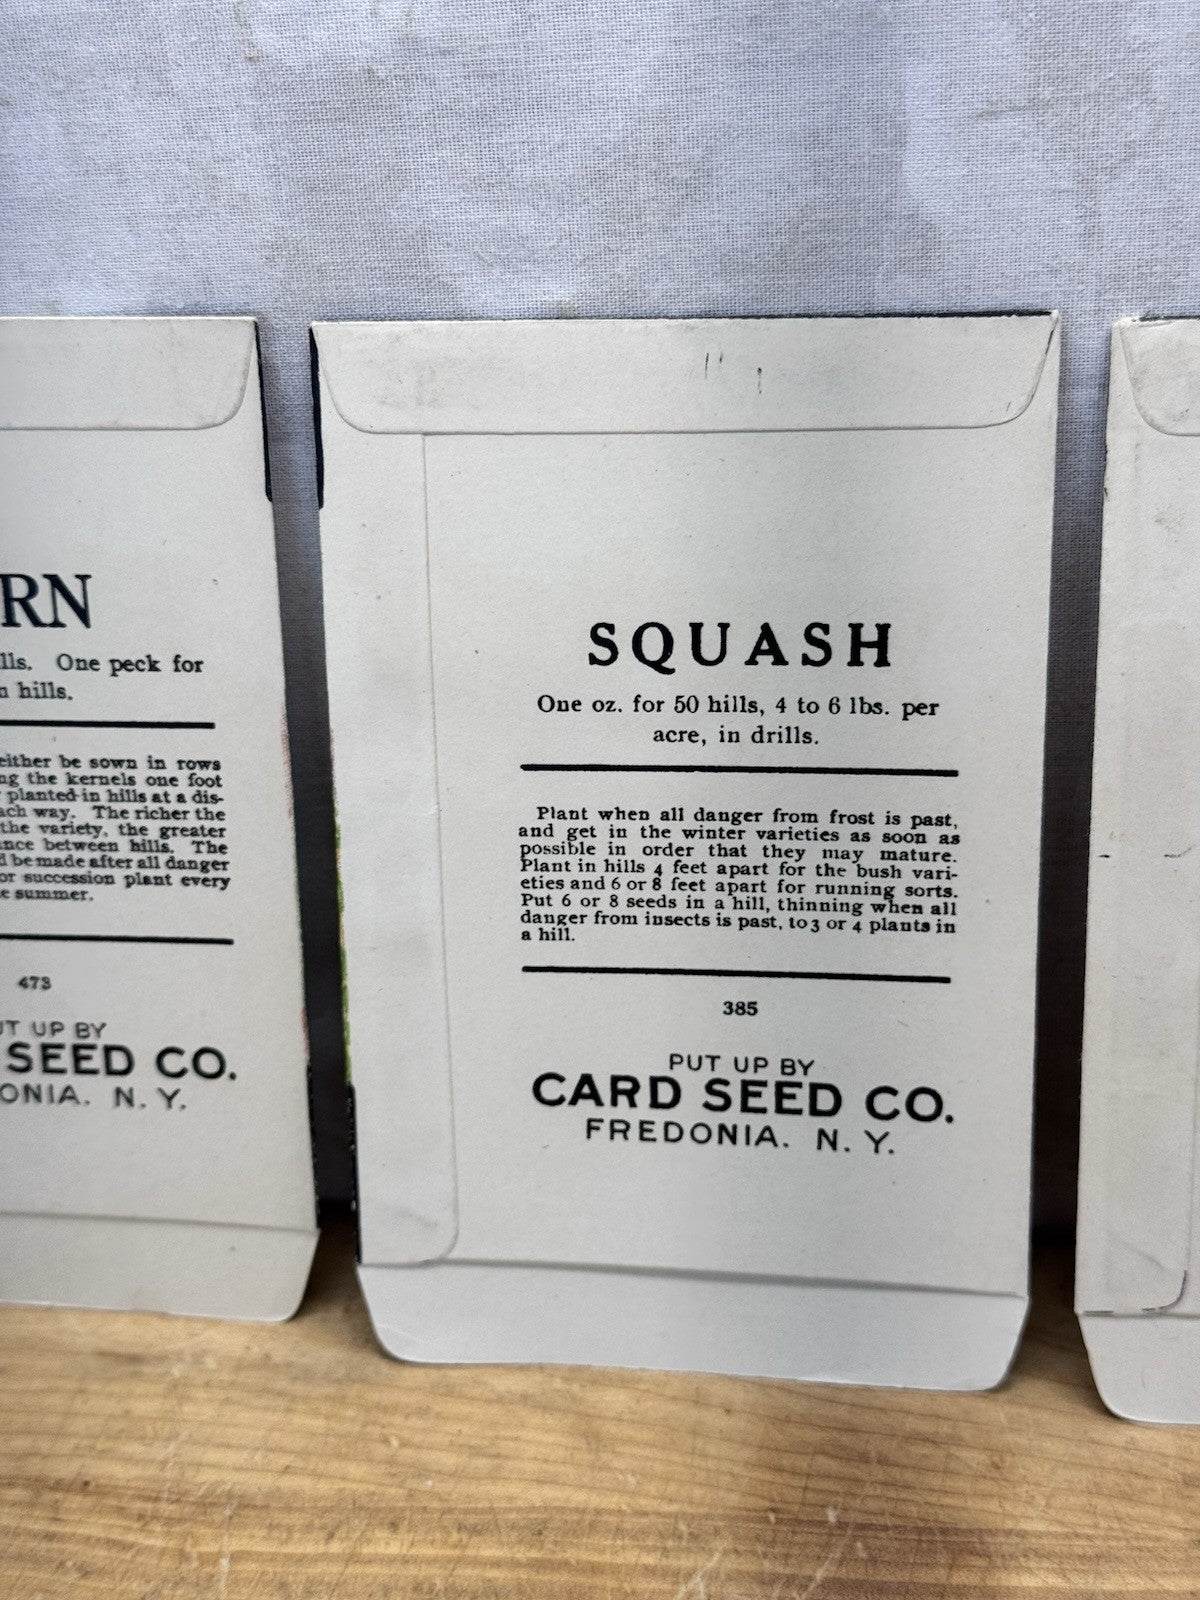 RN
One peck for
hills.
either be sown in rows
the kernels one foot
planted in hills at a dis-
way. The richer the
the variety, the greater
between hills. The
be made after all danger
or succession plant every
summer.
473
UP BY
SEED CO.
ONIA. N. Y.
SQUASH
One oz. for 50 hills, 4 to 6 lbs. per
acre, in drills.
Plant when all danger from frost is past,
and get in the winter varieties as soon as
possible in order that they may mature.
Plant in hills 4 feet apart for the bush vari-
eties and 6 or 8 feet apart for running sorts.
Put 6 or 8 seeds in a hill, thinning when all
danger from insects is past, to 3 or 4 plants in
a hill.
385
PUT UP BY
CARD SEED CO.
FREDONIA. N. Y.